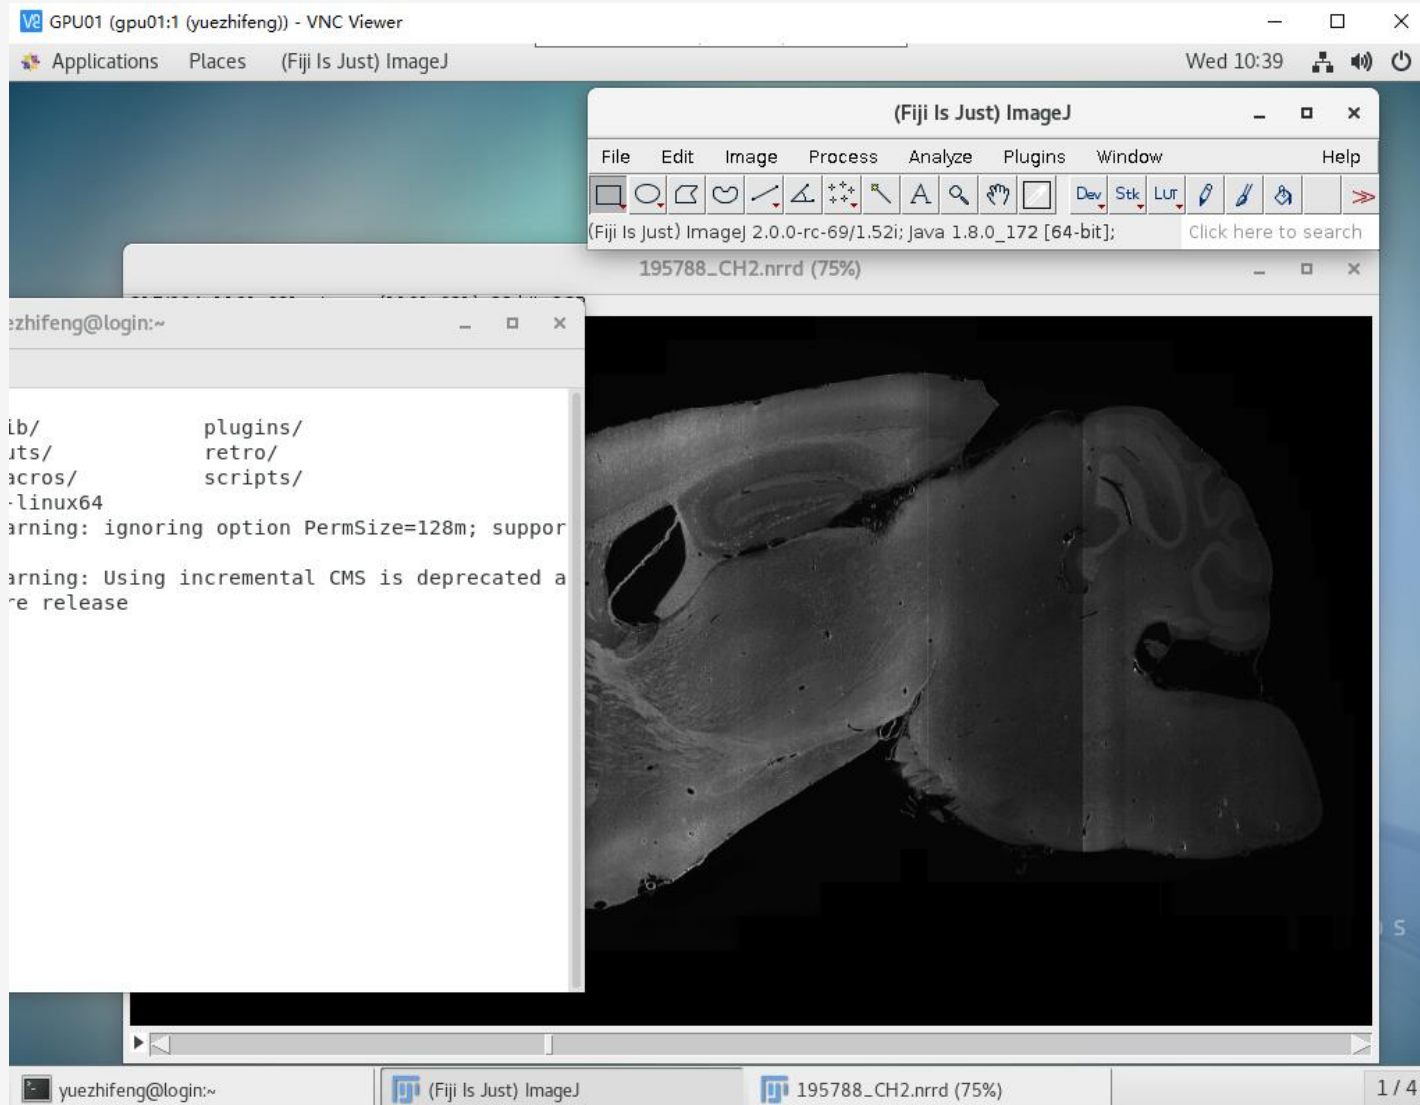 GPU01 (gpu01:1 (yuezhifeng)) - VNC Viewer
Applications Places (Fiji Is Just) ImageJ Wed 10:39
(Fiji Is Just) ImageJ
File Edit Image Process Analyze Plugins Window Help
A Dev Stk LUT
(Fiji Is Just) ImageJ 2.0.0-rc-69/1.52i; Java 1.8.0_172 [64-bit]; Click here to search
195788_CH2.nrrd (75%)
ezhifeng@login:~
ib/ plugins/
uts/ retro/
acros/ scripts/
-linux64
arning: ignoring option PermSize=128m; suppor
arning: Using incremental CMS is deprecated a
re release
S
yuezhifeng@login:~ (Fiji Is Just) ImageJ 195788_CH2.nrrd (75%) 1 / 4